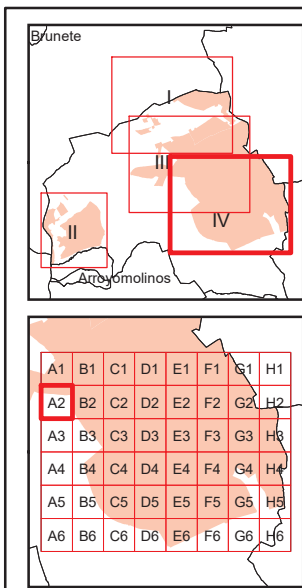 Brunete
I
III
IV
II
Arroyomolinos
A1 B1 C1 D1 E1 F1 G1 H1
A2 B2 C2 D2 E2 F2 G2 H2
A3 B3 C3 D3 E3 F3 G3 H3
A4 B4 C4 D4 E4 F4 G4 H4
A5 B5 C5 D5 E5 F5 G5 H5
A6 B6 C6 D6 E6 F6 G6 H6